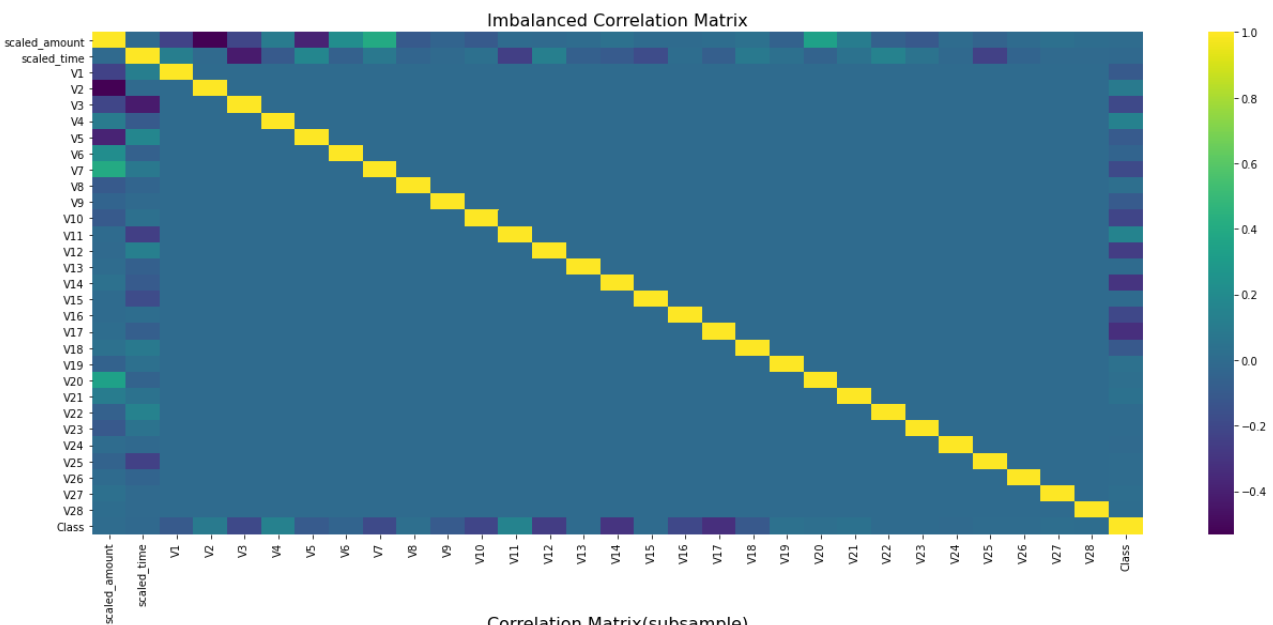 Imbalanced Correlation Matrix
scaled_amount
scaled_time
V1
V2
V3
V4
V5
V6
V7
V8
V9
V10
V11
V12
V13
V14
V15
V16
V17
V18
V19
V20
V21
V22
V23
V24
V25
V26
V27
V28
Class
scaled_amount
scaled_time
V1
V2
V3
V4
V5
V6
V7
V8
V9
V10
V11
V12
V13
V14
V15
V16
V17
V18
V19
V20
V21
V22
V23
V24
V25
V26
V27
V28
Class
1.0
0.8
0.6
0.4
0.2
0.0
−0.2
−0.4
Correlation Matrix(subsample)